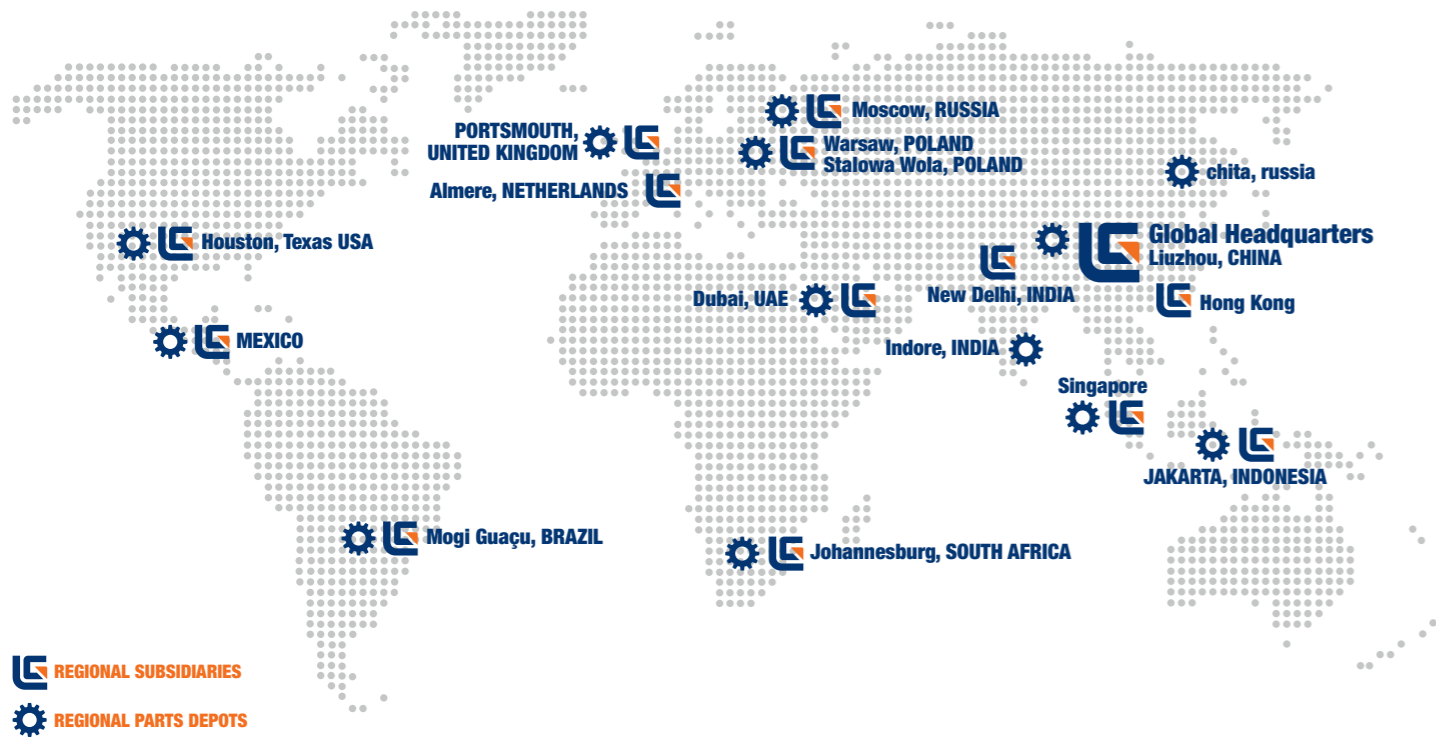 Moscow, RUSSIA
PORTSMOUTH,
UNITED KINGDOM
Warsaw, POLAND
Stalowa Wola, POLAND
chita, russia
Almere, NETHERLANDS
Houston, Texas USA
Global Headquarters
Liuzhou, CHINA
New Delhi, INDIA
Dubai, UAE
Hong Kong
MEXICO
Indore, INDIA
Singapore
JAKARTA, INDONESIA
Mogi Guaçu, BRAZIL
Johannesburg, SOUTH AFRICA
REGIONAL SUBSIDIARIES
REGIONAL PARTS DEPOTS